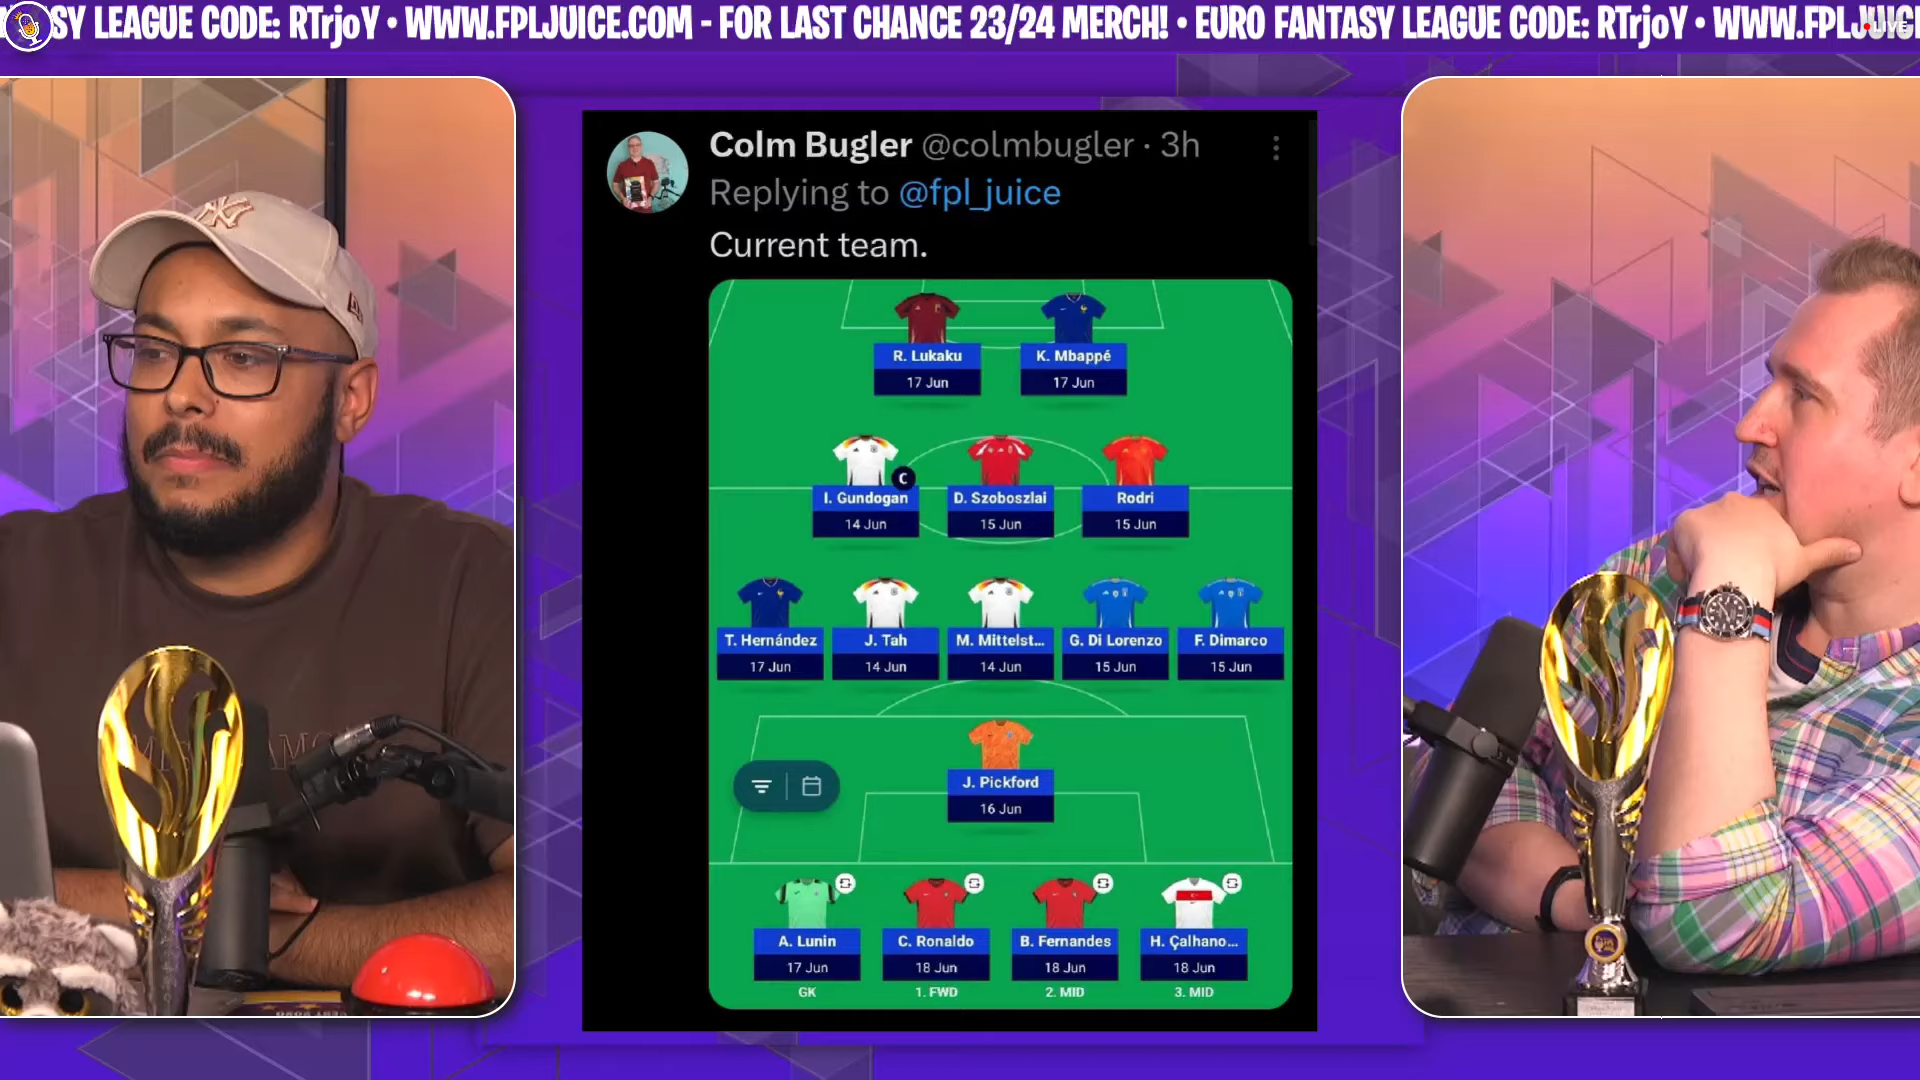 SY LEAGUE CODE: RTrjoY • WWW.FPLJUICE.COM - FOR LAST CHANCE 23/24 MERCH! • EURO FANTASY LEAGUE CODE: RTrjoY • WWW.FPLJUICE
LIVE
Colm Bugler @colmbugler · 3h
Replying to @fpl_juice
Current team.
R. Lukaku K. Mbappé
17 Jun 17 Jun
C
I. Gundogan D. Szoboszlai Rodri
14 Jun 15 Jun 15 Jun
T. Hernández J. Tah M. Mittelst... G. Di Lorenzo F. Dimarco
17 Jun 14 Jun 14 Jun 15 Jun 15 Jun
J. Pickford
16 Jun
A. Lunin C. Ronaldo B. Fernandes H. Çalhano...
17 Jun 18 Jun 18 Jun 18 Jun
GK 1. FWD 2. MID 3. MID
NY